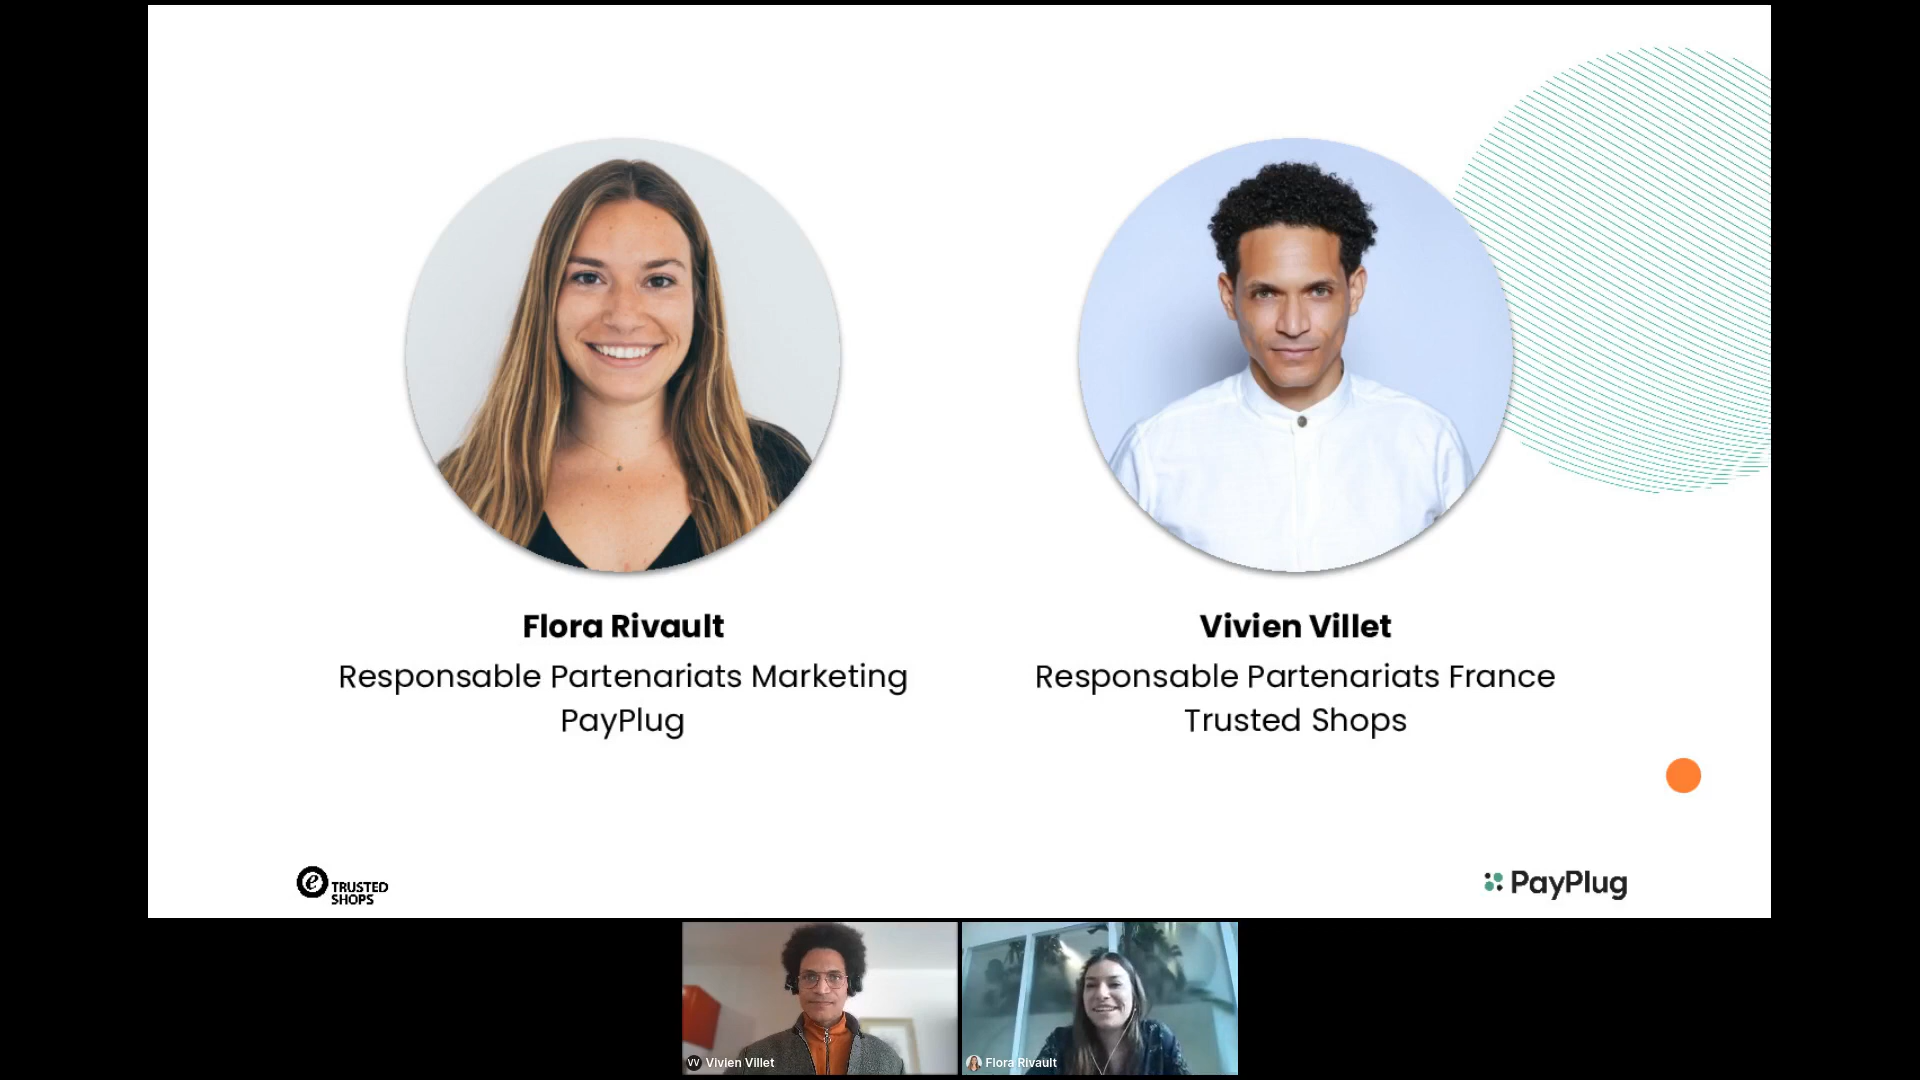 Flora Rivault
Responsable Partenariats Marketing
PayPlug
Vivien Villet
Responsable Partenariats France
Trusted Shops
e TRUSTED
SHOPS
PayPlug
VV Vivien Villet
Flora Rivault